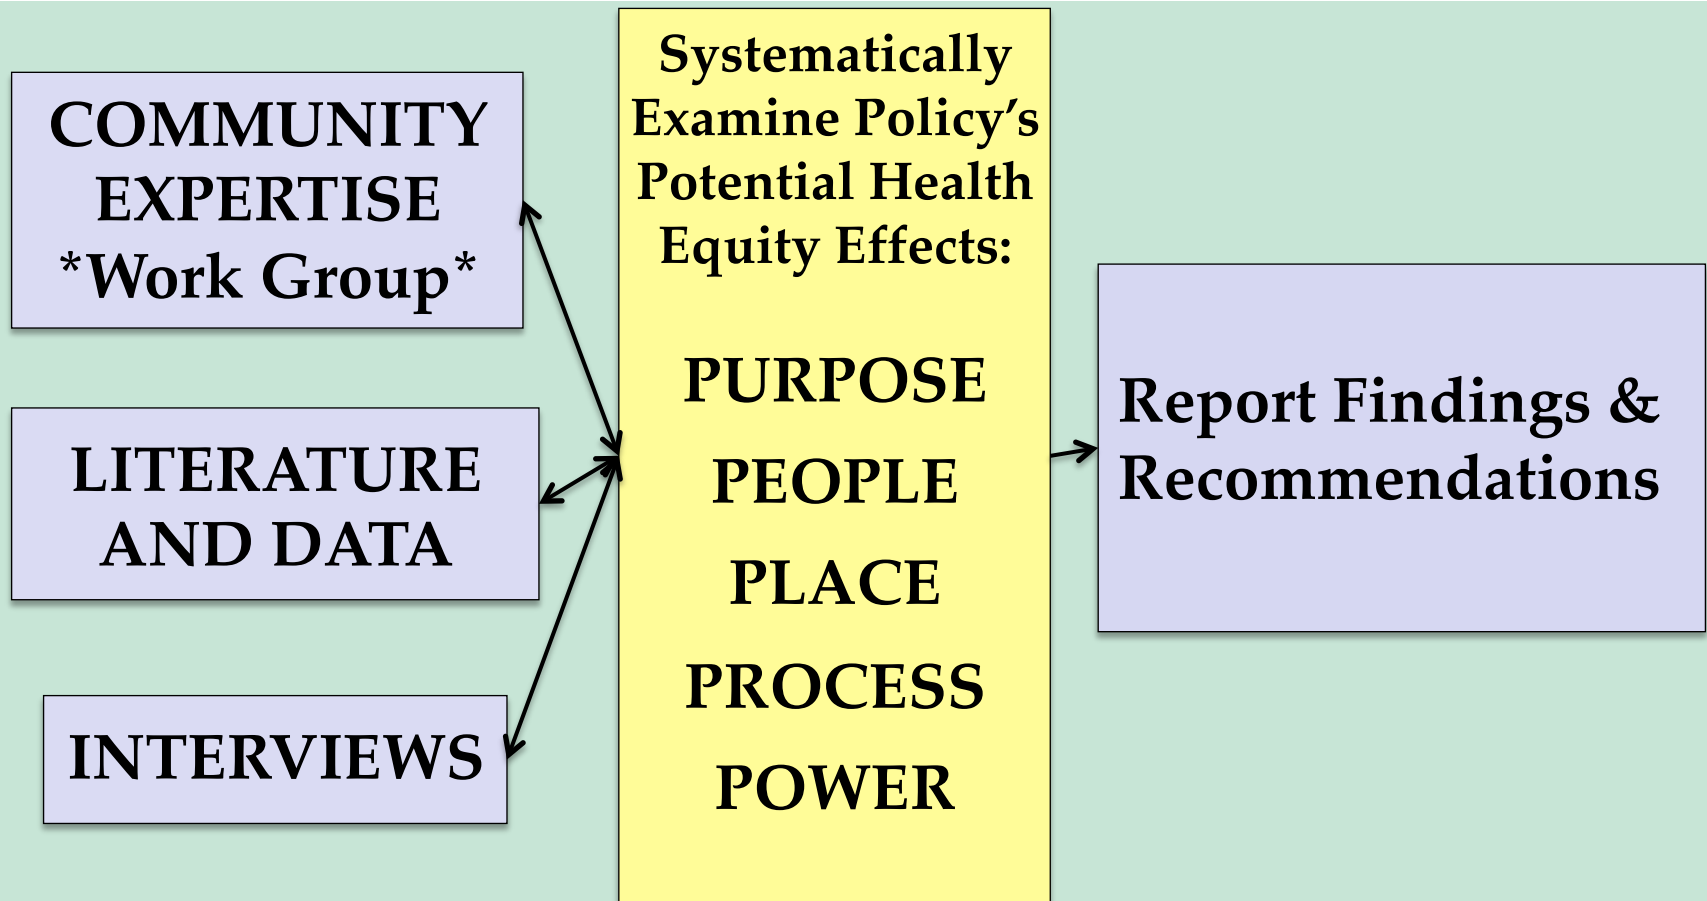 COMMUNITY
EXPERTISE
*Work Group*
LITERATURE
AND DATA
INTERVIEWS
Systematically
Examine Policy’s
Potential Health
Equity Effects:
PURPOSE
PEOPLE
PLACE
PROCESS
POWER
Report Findings &
Recommendations